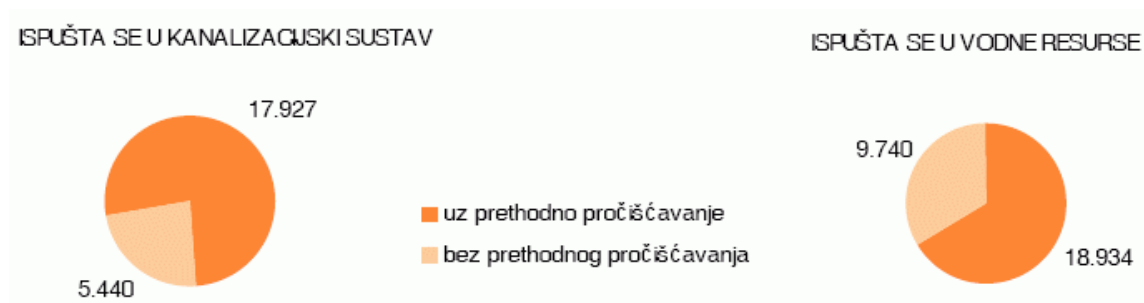 ISPUŠTA SE U KANALIZACIJSKI SUSTAV
17.927
5.440
uz prethodno pročišćavanje
bez prethodnog pročišćavanja
ISPUŠTA SE U VODNE RESURSE
9.740
18.934